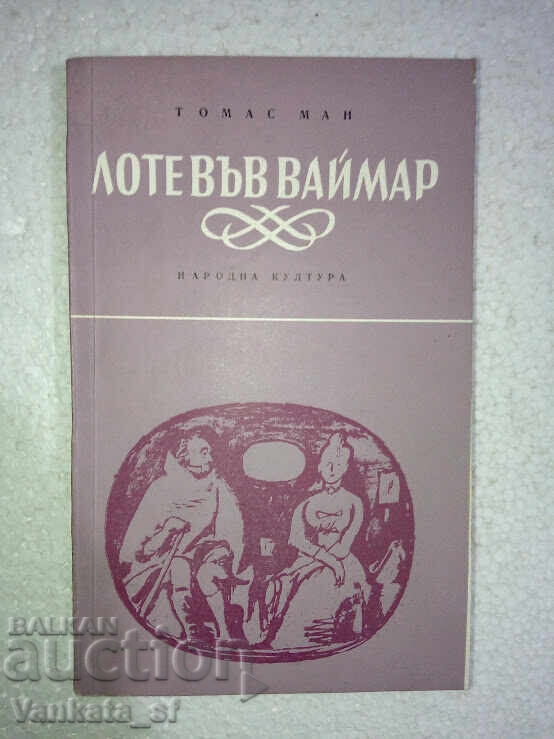 ТОМАС МАН
ЛОТЕ ВЪВ ВАЙМАР
НАРОДНА КУЛТУРА
BALKAN
auction
Vankata_sf